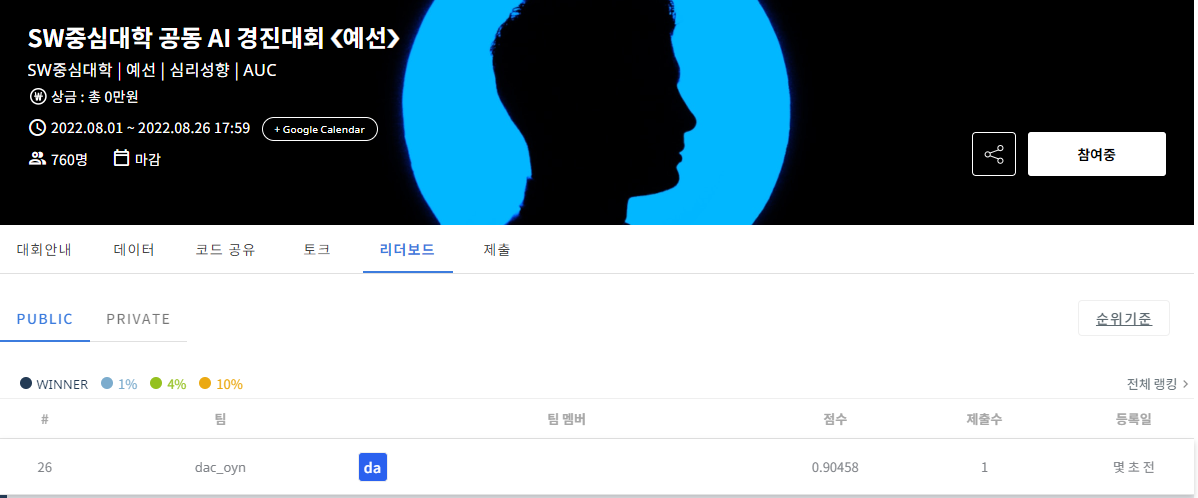 SW중심대학 공동 AI 경진대회 <예선>
SW중심대학 | 예선 | 심리성향 | AUC
₩ 상금 : 총 0만원
2022.08.01 ~ 2022.08.26 17:59 + Google Calendar
760명 마감
참여중
대회안내 데이터 코드 공유 토크 리더보드 제출
PUBLIC PRIVATE
순위기준
WINNER 1% 4% 10%
전체 랭킹 >
# 팀 팀 멤버 점수 제출수 등록일
26 dac_oyn da 0.90458 1 몇 초 전